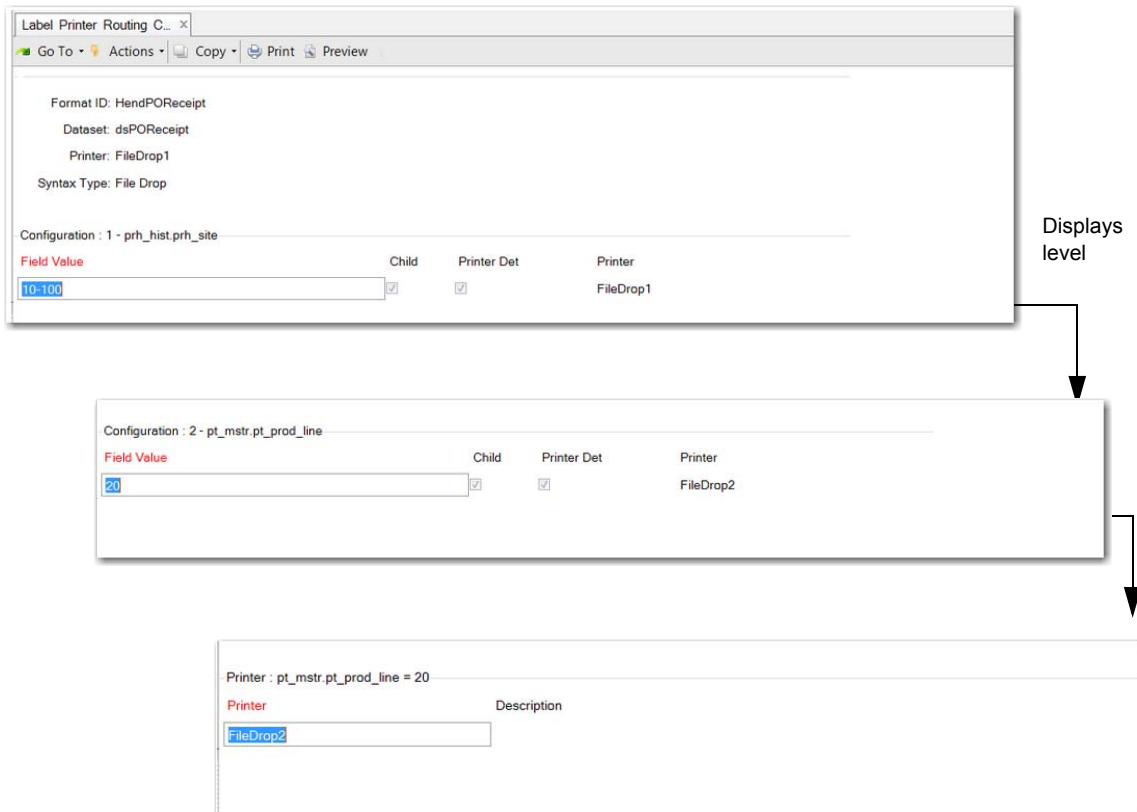 Label Printer Routing C...
Go To Actions Copy Print Preview
Format ID: HendPOReceipt
Dataset: dsPOReceipt
Printer: FileDrop1
Syntax Type: File Drop
Configuration : 1 - prh_hist.prh_site
Field Value Child Printer Det Printer
10-100 FileDrop1
Displays
level
Configuration : 2 - pt_mstr.pt_prod_line
Field Value Child Printer Det Printer
20 FileDrop2
Printer : pt_mstr.pt_prod_line = 20
Printer Description
FileDrop2